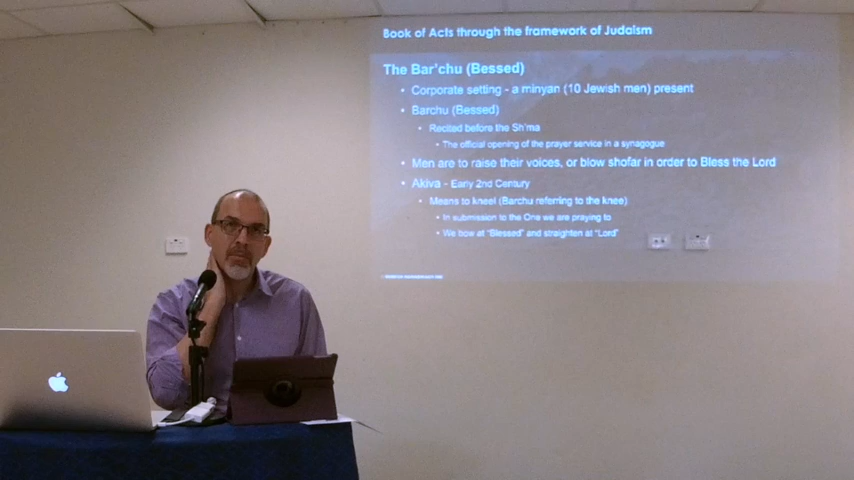 Book of Acts through the framework of Judaism
The Bar'chu (Bessed)
• Corporate setting - a minyan (10 Jewish men) present
• Barchu (Bessed)
• Recited before the Sh'ma
• The official opening of the prayer service in a synagogue
• Men are to raise their voices, or blow shofar in order to Bless the Lord
• Akiva - Early 2nd Century
• Means to kneel (Barchu referring to the knee)
• In submission to the One we are praying to
• We bow at "Blessed" and straighten at "Lord"